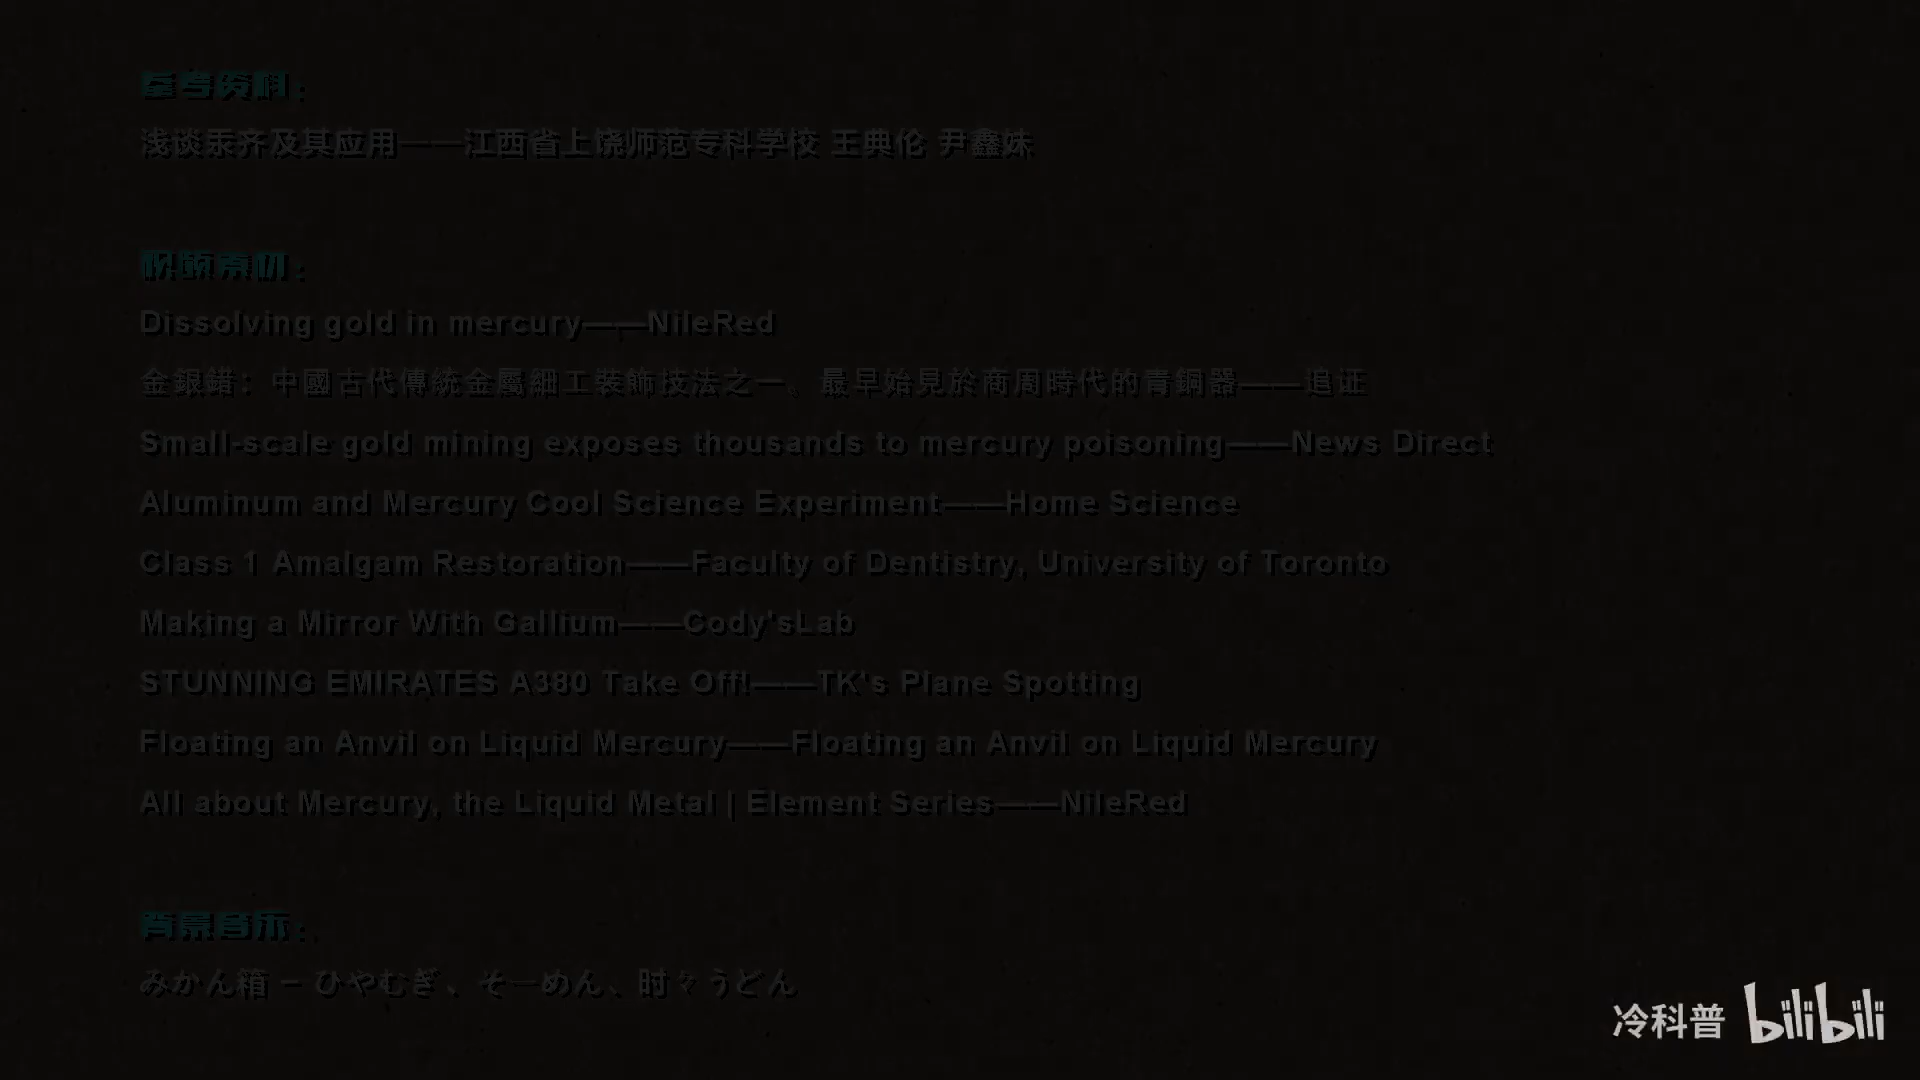 参考资料：
浅谈汞齐及其应用——江西省上饶师范专科学校 王典伦 尹鑫妹
视频素材：
Dissolving gold in mercury——NileRed
金銀錯：中國古代傳統金屬細工裝飾技法之一、最早始見於商周時代的青銅器——追证
Small-scale gold mining exposes thousands to mercury poisoning——News Direct
Aluminum and Mercury Cool Science Experiment——Home Science
Class 1 Amalgam Restoration——Faculty of Dentistry, University of Toronto
Making a Mirror With Gallium——Cody'sLab
STUNNING EMIRATES A380 Take Off!——TK's Plane Spotting
Floating an Anvil on Liquid Mercury——Floating an Anvil on Liquid Mercury
All about Mercury, the Liquid Metal | Element Series——NileRed
背景音乐：
みかん箱 - ひやむぎ、そーめん、时々うどん
冷科普 bilibili